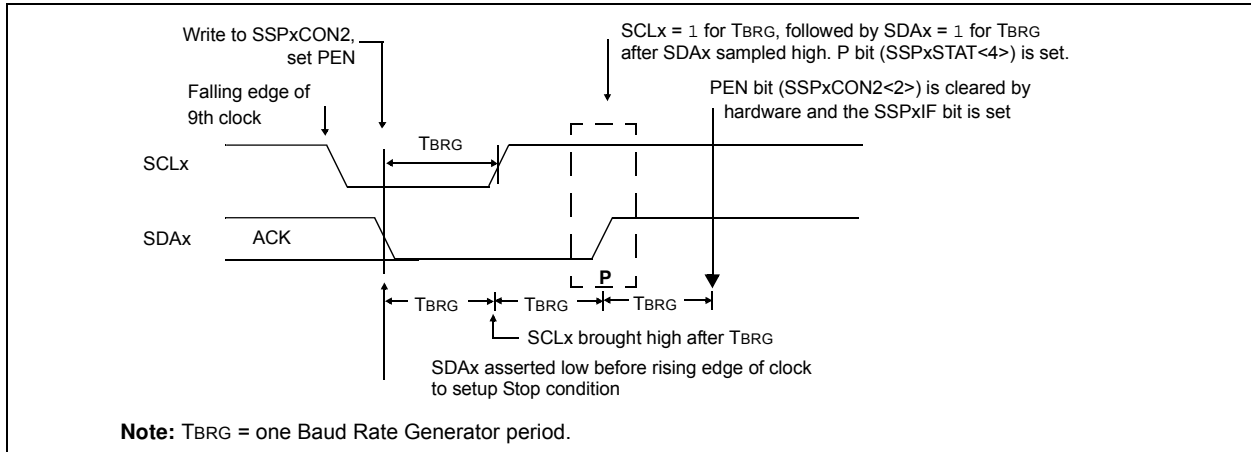 Write to SSPxCON2,
set PEN
SCLx = 1 for TBRG, followed by SDAx = 1 for TBRG
after SDAx sampled high. P bit (SSPxSTAT<4>) is set.
Falling edge of
9th clock
PEN bit (SSPxCON2<2>) is cleared by
hardware and the SSPxIF bit is set
TBRG
SCLx
SDAx
ACK
P
TBRG
TBRG
TBRG
SCLx brought high after TBRG
SDAx asserted low before rising edge of clock
to setup Stop condition
Note: TBRG = one Baud Rate Generator period.